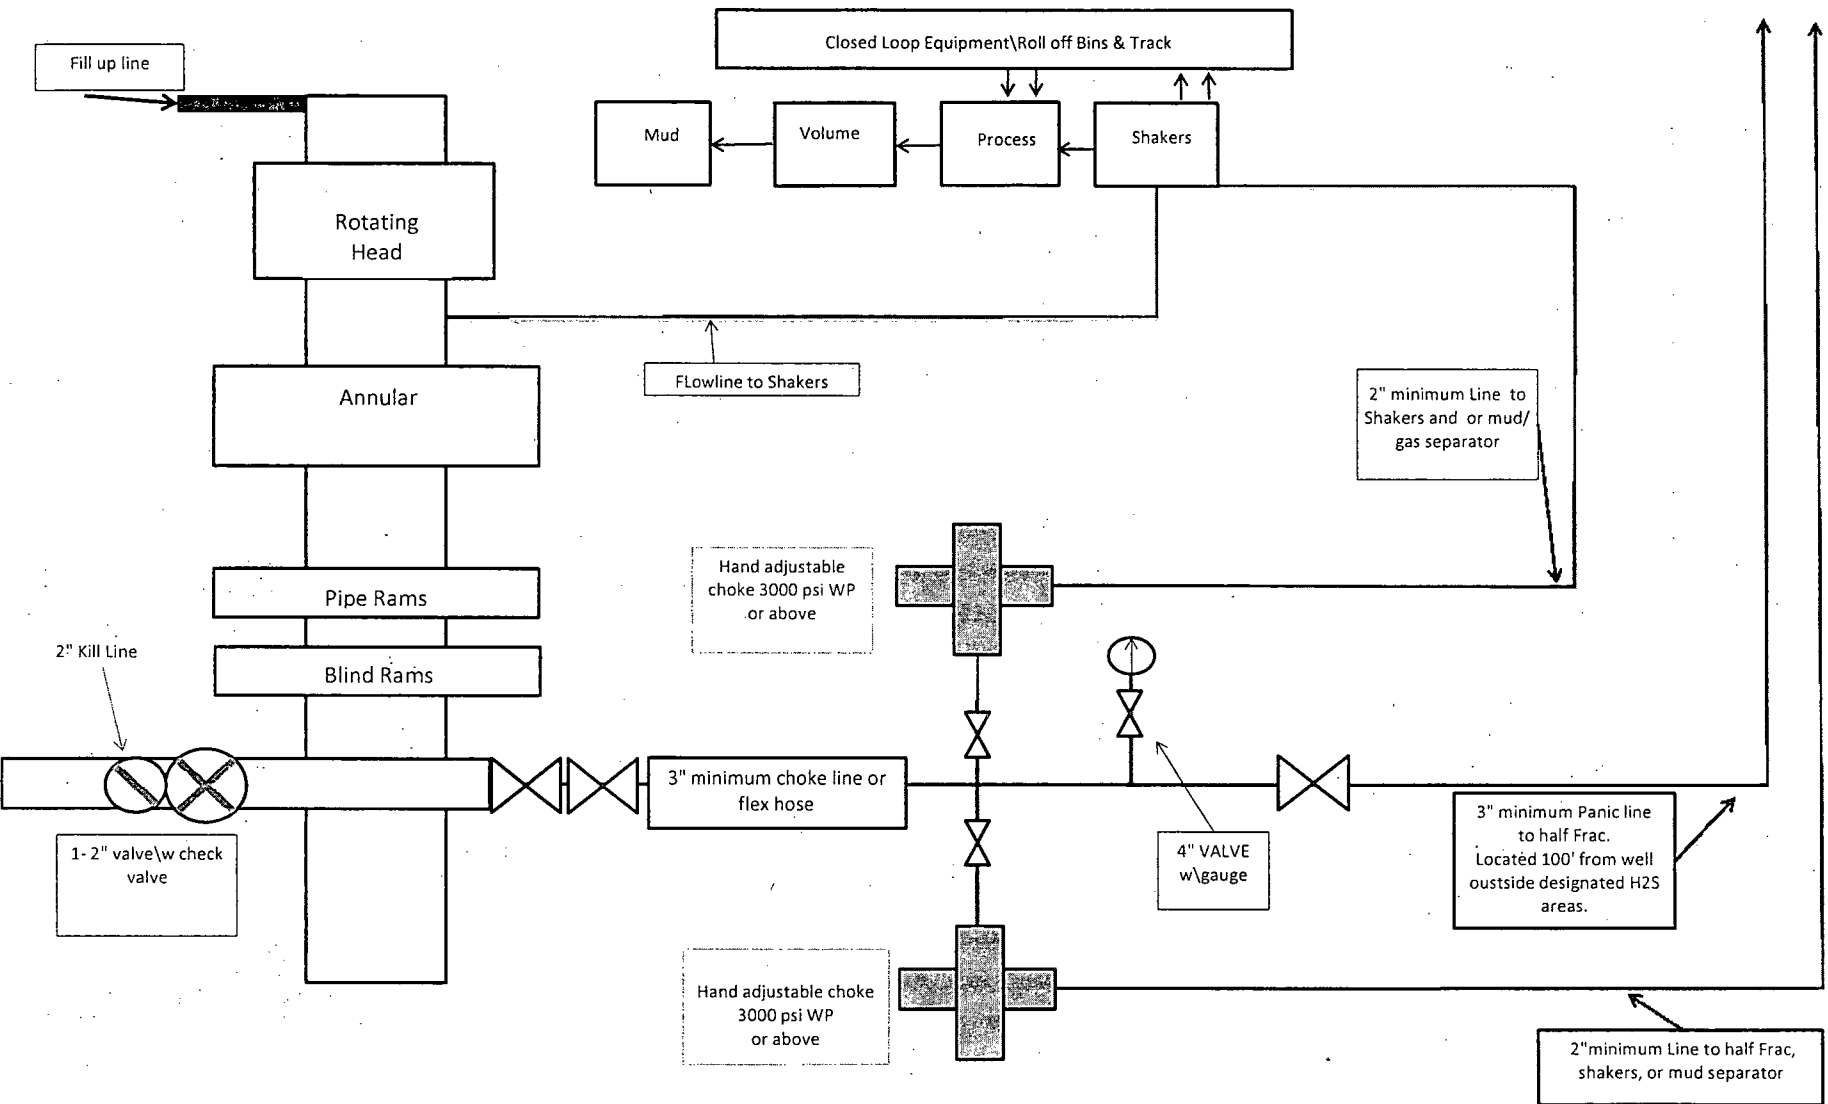 Closed Loop Equipment\Roll off Bins & Track
Fill up line
Mud
Volume
Process
Shakers
Rotating
Head
FLowline to Shakers
Annular
2" minimum Line to
Shakers and or mud/
gas separator
Hand adjustable
choke 3000 psi WP
or above
Pipe Rams
2" Kill Line
Blind Rams
3" minimum choke line or
flex hose
1- 2" valve\w check
valve
4" VALVE
w\gauge
3" minimum Panic line
to half Frac.
Located 100' from well
oustside designated H2S
areas.
Hand adjustable choke
3000 psi WP
or above
2"minimum Line to half Frac,
shakers, or mud separator